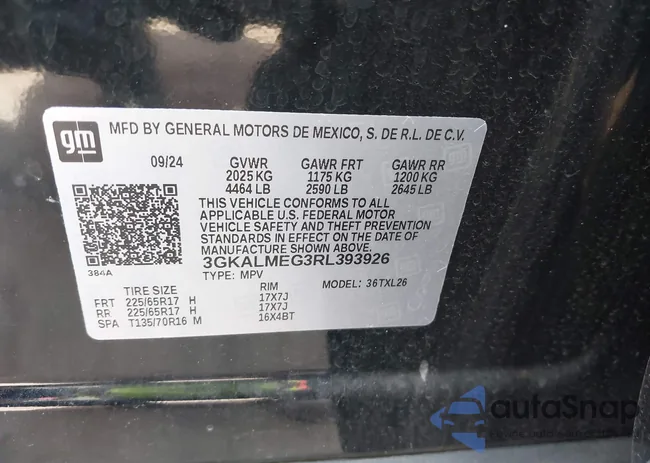 gm
MFD BY GENERAL MOTORS DE MEXICO, S. DE R.L. DE C.V.
09/24 GVWR GAWR FRT GAWR RR
2025 KG 1175 KG 1200 KG
4464 LB 2590 LB 2645 LB
THIS VEHICLE CONFORMS TO ALL
APPLICABLE U.S. FEDERAL MOTOR
VEHICLE SAFETY AND THEFT PREVENTION
STANDARDS IN EFFECT ON THE DATE OF
MANUFACTURE SHOWN ABOVE.
3GKALMEG3RL393926
384A
TYPE: MPV MODEL: 36TXL26
TIRE SIZE RIM
FRT 225/65R17 H 17X7J
RR 225/65R17 H 17X7J
SPA T135/70R16 M 16X4BT
autoSnap